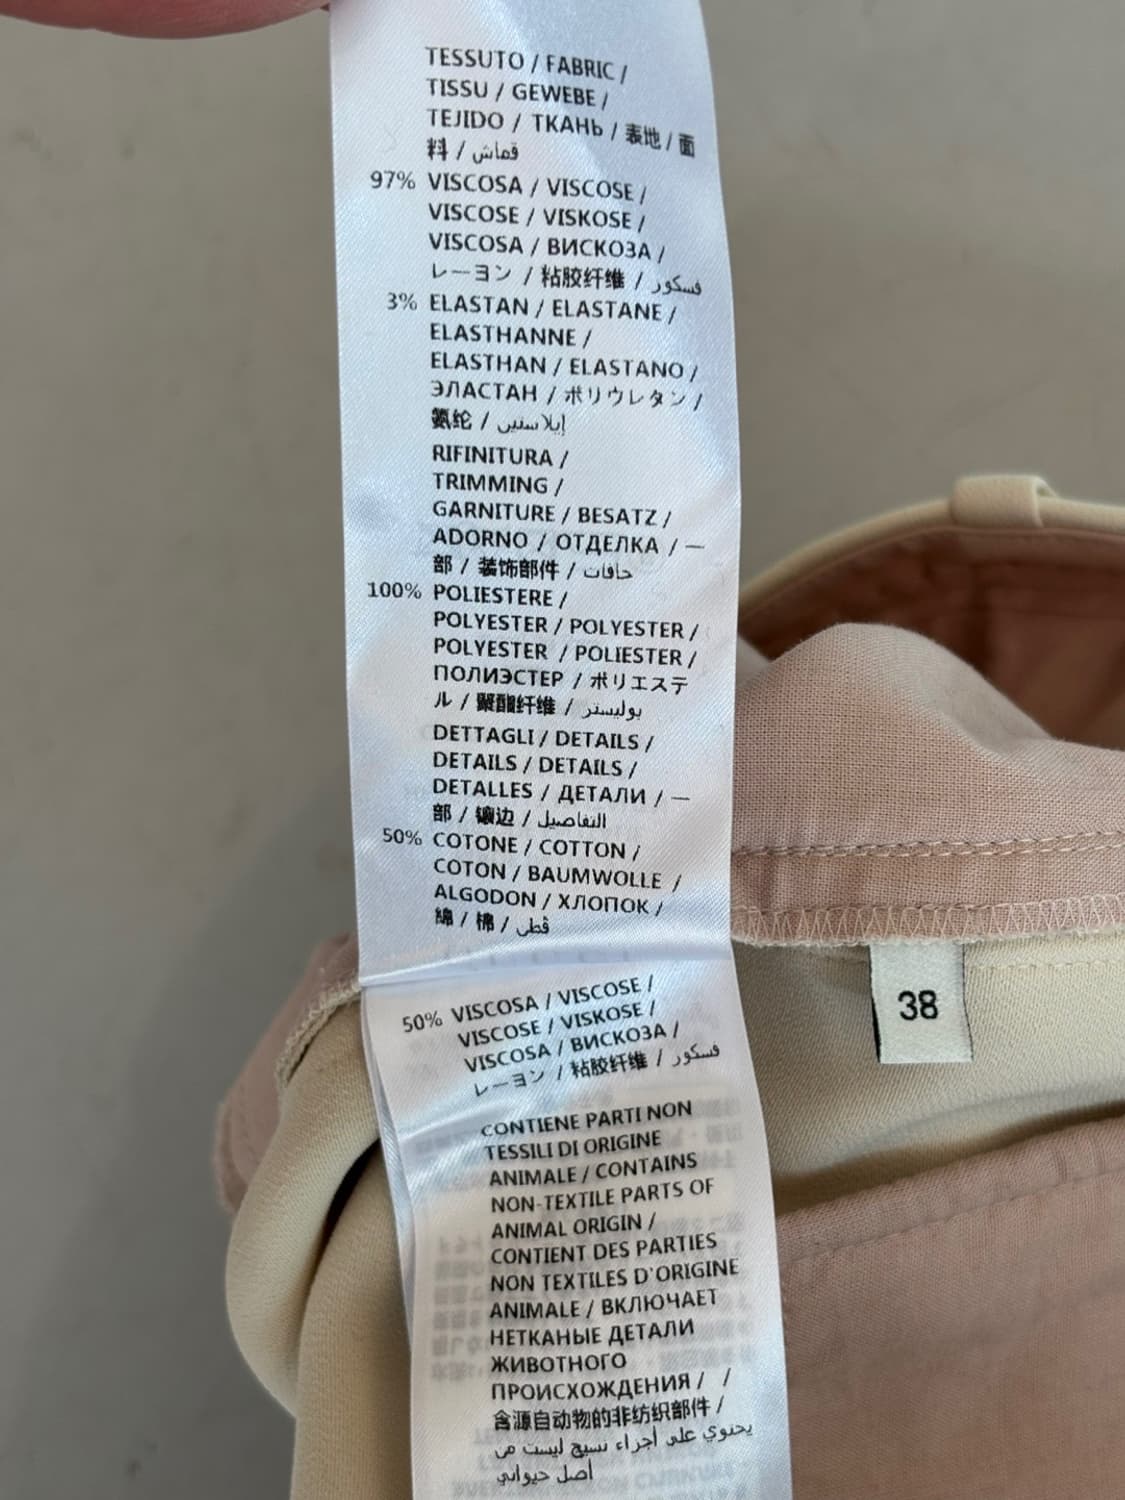 TESSUTO / FABRIC /
TISSU / GEWEBE /
TEJIDO / ТКАНЬ / 表地 / 面
料 / قماش
97% VISCOSA / VISCOSE /
VISCOSE / VISKOSE /
VISCOSA / ВИСКОЗА /
レーヨン / 粘胶纤维 / فسكوز
3% ELASTAN / ELASTANE /
ELASTHANNE /
ELASTHAN / ELASTANO /
ЭЛАСТАН / ポリウレタン /
氨纶 / إيلاستين
RIFINITURA /
TRIMMING /
GARNITURE / BESATZ /
ADORNO / ОТДЕЛКА / 一
部 / 装饰部件 / حافات
100% POLIESTERE /
POLYESTER / POLYESTER /
POLYESTER / POLIESTER /
ПОЛИЭСТЕР / ポリエステ
ル / 聚酯纤维 / بوليستر
DETTAGLI / DETAILS /
DETAILS / DETAILS /
DETALLES / ДЕТАЛИ / 一
部 / 镶边 / التفاصيل
50% COTONE / COTTON /
COTON / BAUMWOLLE /
ALGODON / ХЛОПОК /
綿 / 棉 / قطن
50% VISCOSA / VISCOSE /
VISCOSE / VISKOSE /
VISCOSA / ВИСКОЗА /
レーヨン / 粘胶纤维 / فسكوز
CONTIENE PARTI NON
TESSILI DI ORIGINE
ANIMALE / CONTAINS
NON-TEXTILE PARTS OF
ANIMAL ORIGIN /
CONTIENT DES PARTIES
NON TEXTILES D'ORIGINE
ANIMALE / ВКЛЮЧАЕТ
НЕТКАНЫЕ ДЕТАЛИ
ЖИВОТНОГО
ПРОИСХОЖДЕНИЯ / /
含源自动物的非纺织部件 /
يحتوي على أجزاء نسيج ليست من
أصل حيواني
38